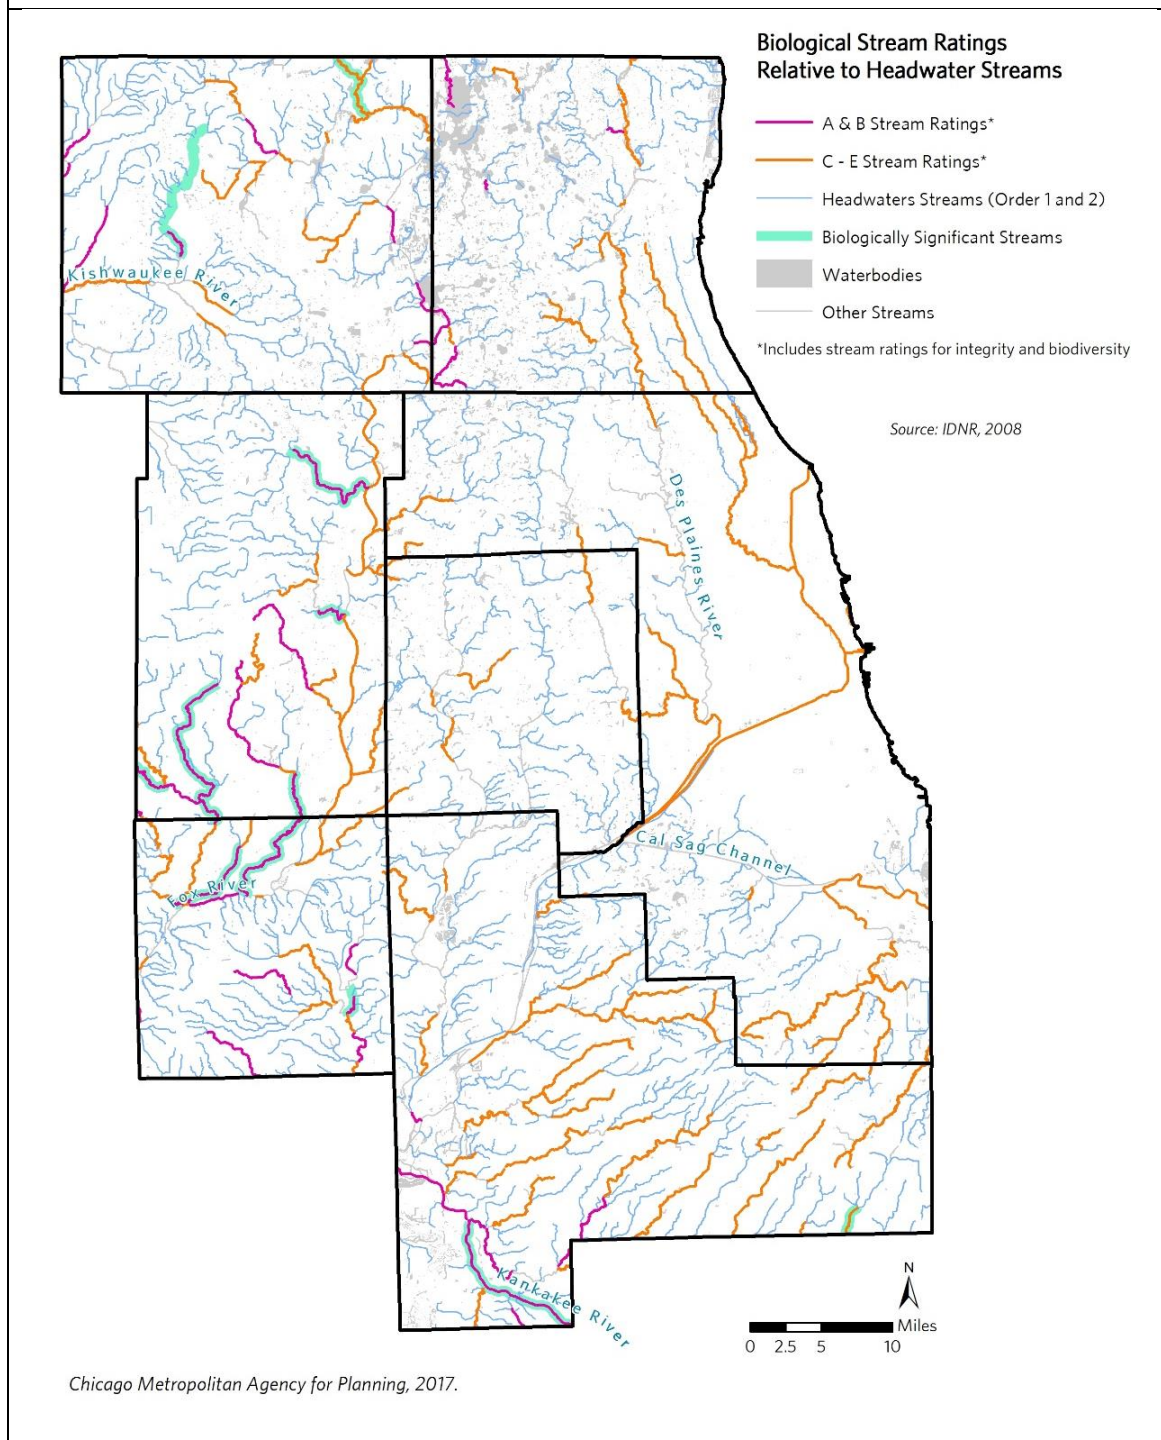 Biological Stream Ratings
Relative to Headwater Streams
A & B Stream Ratings*
C - E Stream Ratings*
Headwaters Streams (Order 1 and 2)
Biologically Significant Streams
Waterbodies
Other Streams
*Includes stream ratings for integrity and biodiversity
Source: IDNR, 2008
Kishwaukee River
Des Plaines River
Cal Sag Channel
Fox River
Kankakee River
N
Miles
0 2.5 5 10
Chicago Metropolitan Agency for Planning, 2017.